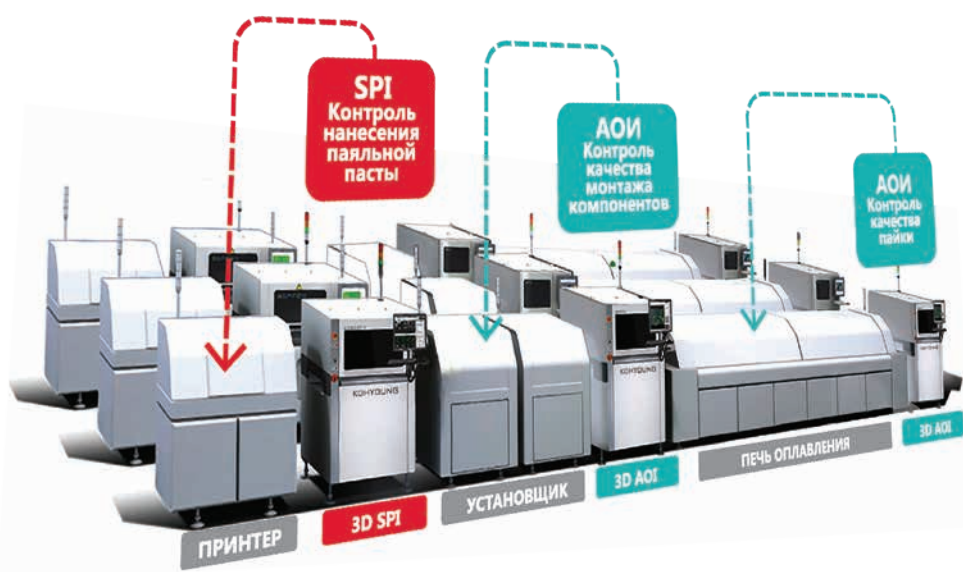 SPI
Контроль
нанесения
паяльной
пасты
АОИ
Контроль
качества
монтажа
компонентов
АОИ
Контроль
качества
пайки
KOHYOUNG
KOHYOUNG
ПРИНТЕР
3D SPI
УСТАНОВЩИК
3D AOI
ПЕЧЬ ОПЛАВЛЕНИЯ
3D AOI